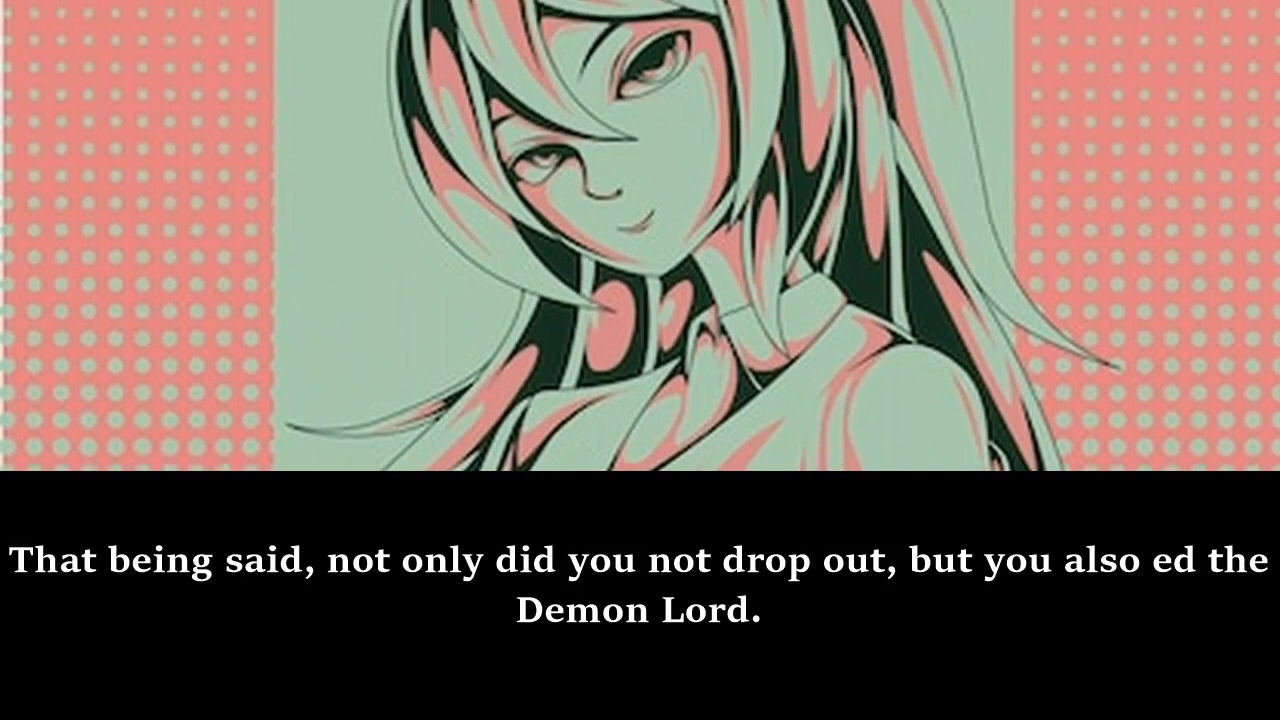 That being said, not only did you not drop out, but you also ed the
Demon Lord.